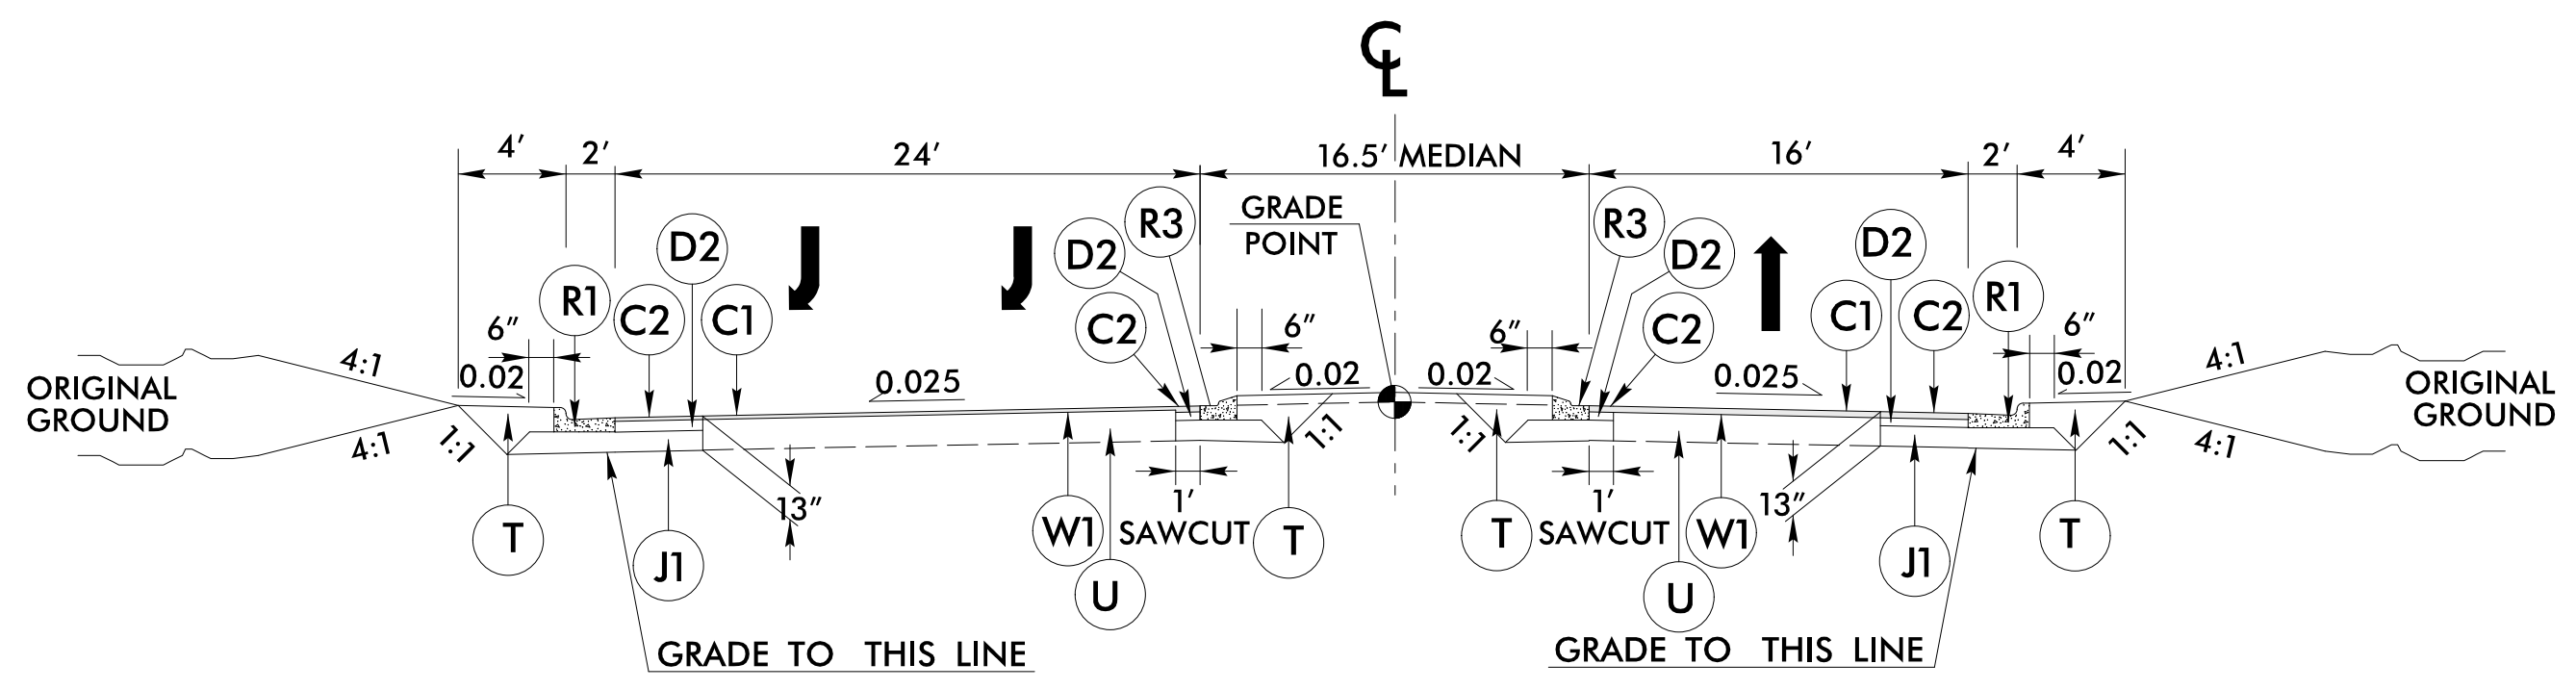 ℄
4′ 2′ 24′ 16.5′ MEDIAN 16′ 2′ 4′
R3 GRADE R3
D2 D2 POINT D2 D2
R1 C2 C1 C2 C2 C1 C2 R1
6″ 6″ 6″ 6″
4:1 0.02 0.025 0.02 0.02 0.025 0.02 4:1
ORIGINAL ORIGINAL
GROUND GROUND
4:1 1:1 1:1 1:1 1:1 4:1
13″ 1′ 1′ 13″
T W1 SAWCUT T T SAWCUT W1 T
J1 U U J1
GRADE TO THIS LINE GRADE TO THIS LINE